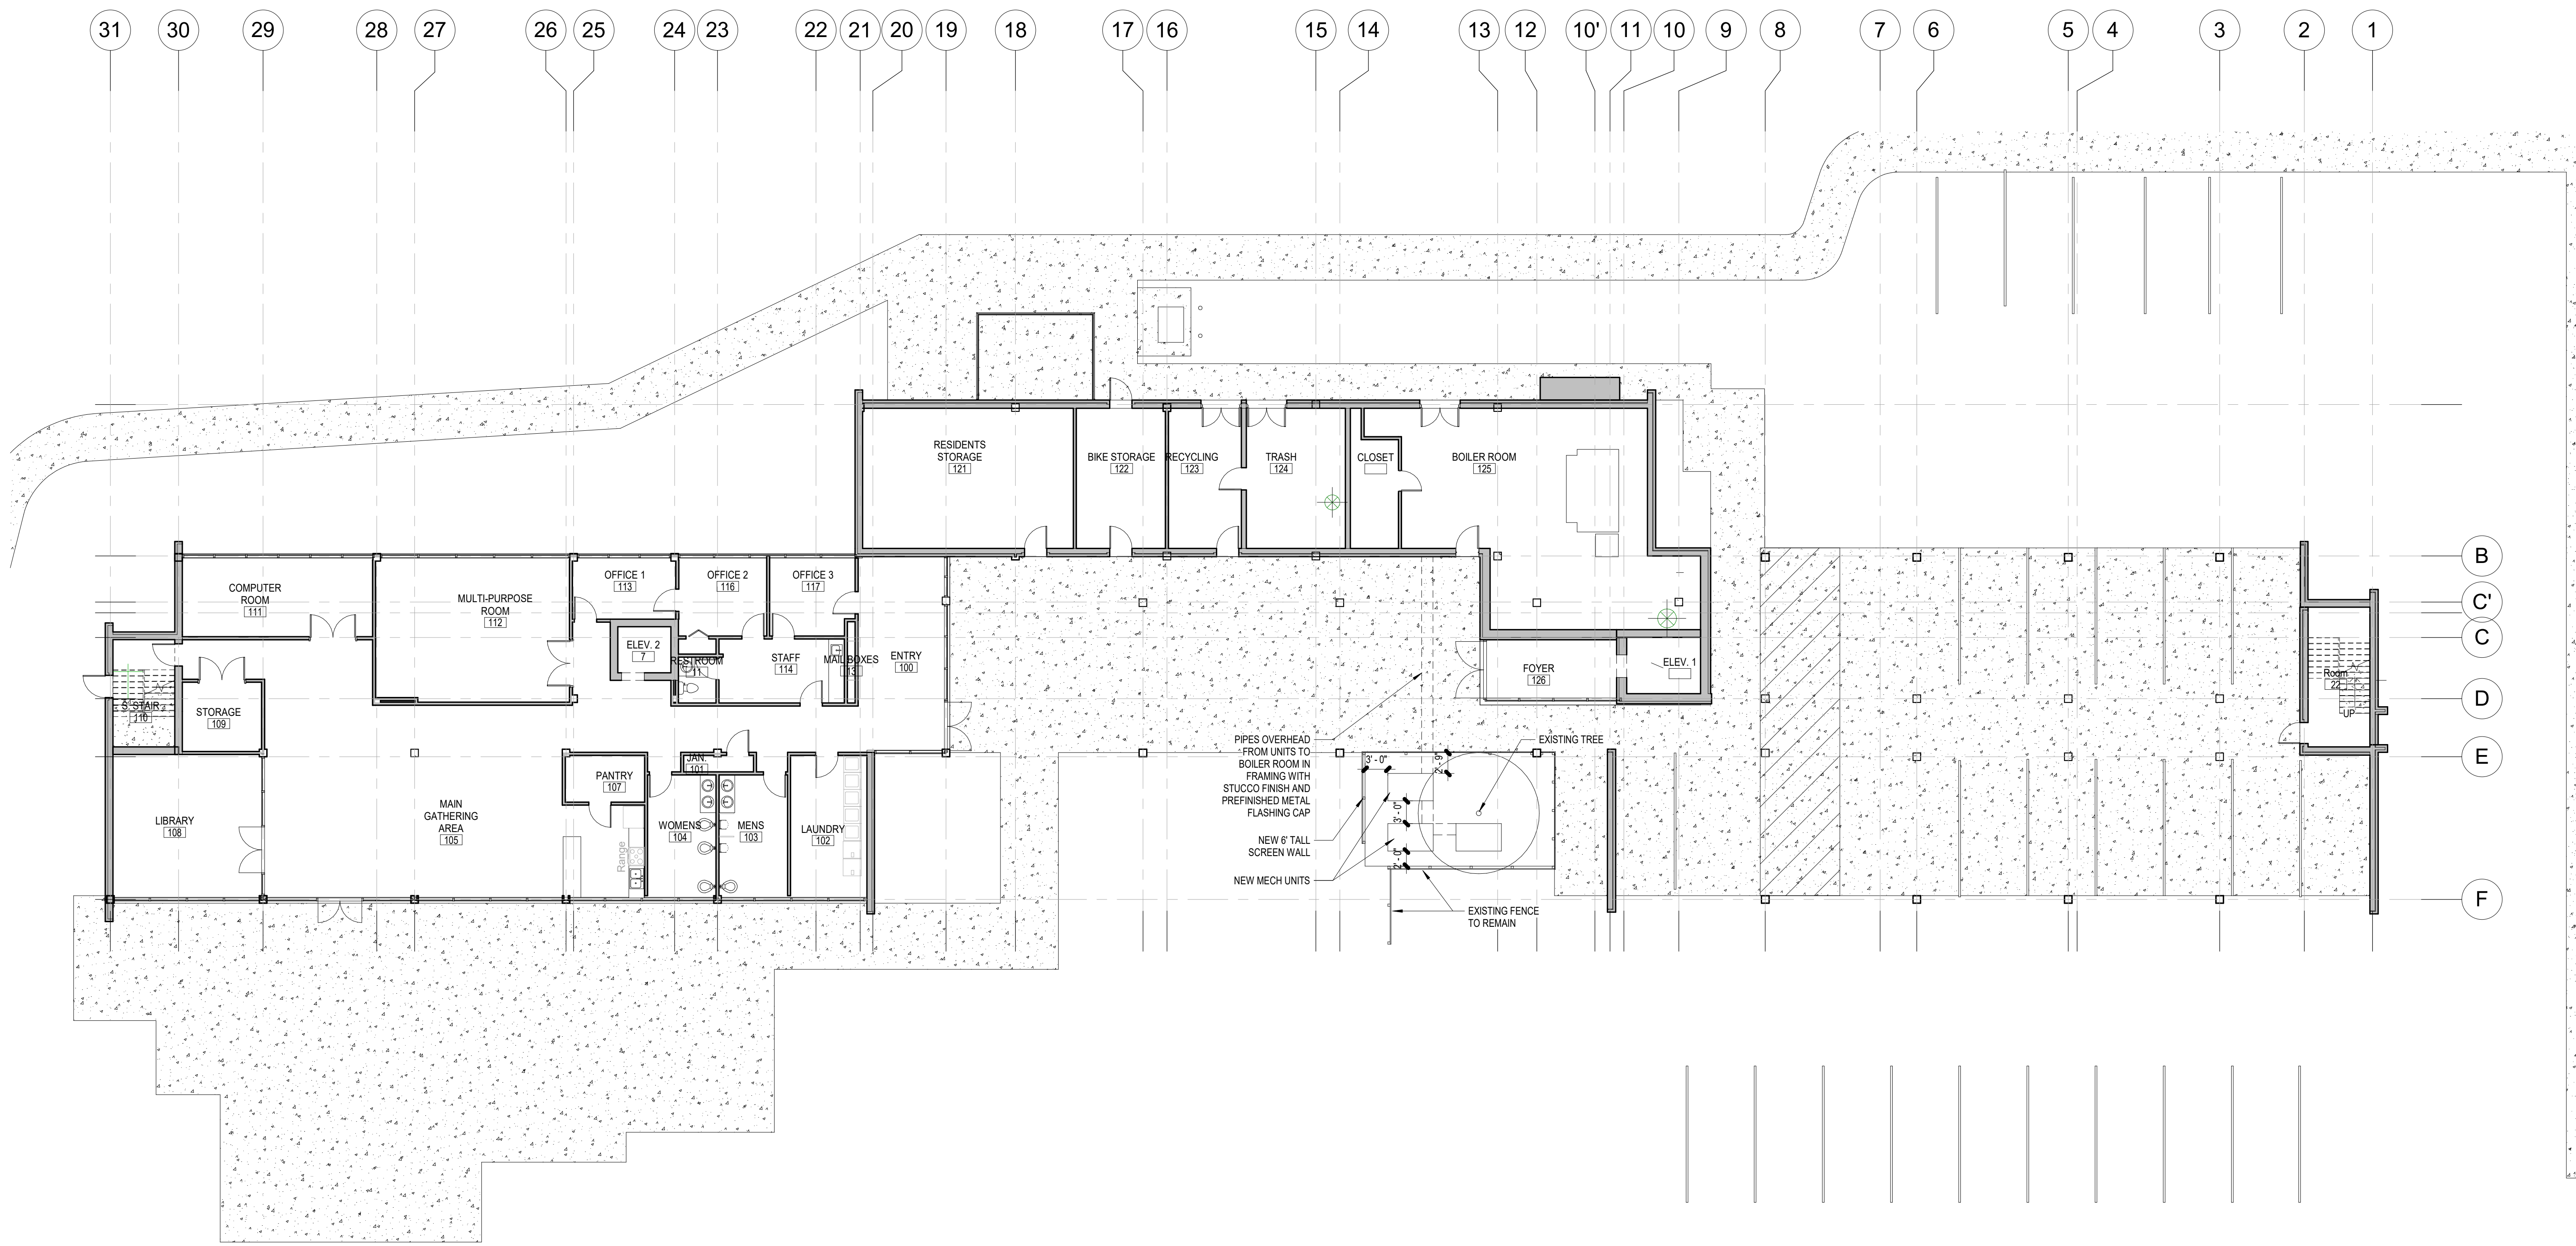 31
30
29
28
27
26
25
24
23
22
21
20
19
18
17
16
15
14
13
12
10'
11
10
9
8
7
6
5
4
3
2
1
B
C'
C
D
E
F
RESIDENTS
STORAGE
121
BIKE STORAGE
122
RECYCLING
123
TRASH
124
CLOSET
BOILER ROOM
125
COMPUTER
ROOM
111
MULTI-PURPOSE
ROOM
112
OFFICE 1
113
OFFICE 2
116
OFFICE 3
117
ELEV. 2
7
RESTROOM
11
STAFF
114
MAIL BOXES
ENTRY
100
FOYER
126
ELEV. 1
Room
22
UP
S. STAIR
110
STORAGE
109
LIBRARY
108
MAIN
GATHERING
AREA
105
PANTRY
107
JAN.
101
WOMENS
104
MENS
103
LAUNDRY
102
Range
PIPES OVERHEAD
FROM UNITS TO
BOILER ROOM IN
FRAMING WITH
STUCCO FINISH AND
PREFINISHED METAL
FLASHING CAP
NEW 6' TALL
SCREEN WALL
NEW MECH UNITS
EXISTING TREE
3' - 0"
2' - 9"
3' - 0"
2' - 0"
EXISTING FENCE
TO REMAIN